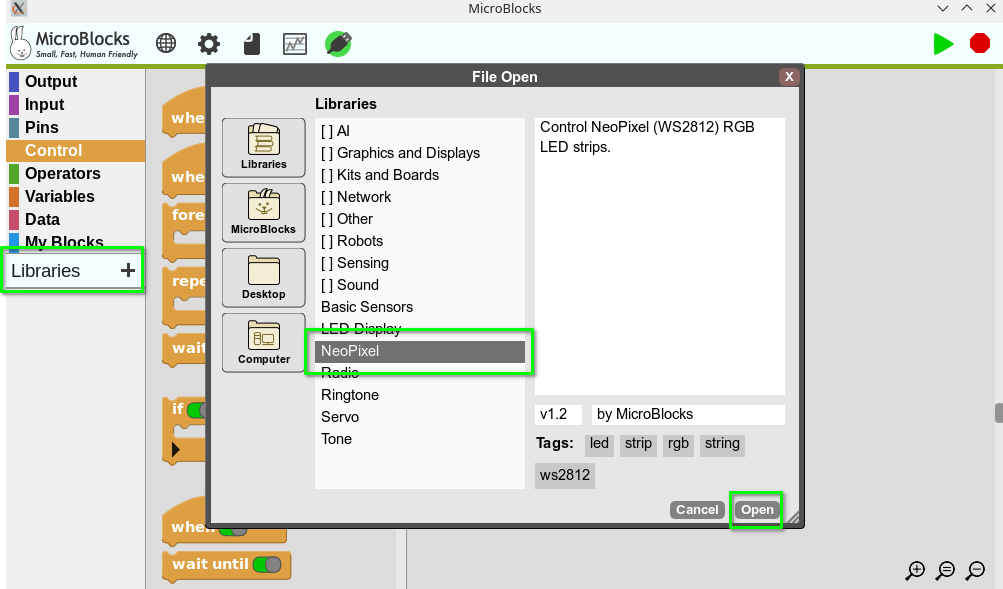 MicroBlocks
MicroBlocks
Small, Fast, Human Friendly
Output
Input
Pins
Control
Operators
Variables
Data
My Blocks
Libraries +
whe
whe
fore
repe
wait
if
when
wait until
File Open
X
Libraries
MicroBlocks
Desktop
Computer
Libraries
[ ] AI
[ ] Graphics and Displays
[ ] Kits and Boards
[ ] Network
[ ] Other
[ ] Robots
[ ] Sensing
[ ] Sound
Basic Sensors
LED Display
NeoPixel
Radio
Ringtone
Servo
Tone
Control NeoPixel (WS2812) RGB
LED strips.
v1.2 by MicroBlocks
Tags: led strip rgb string
ws2812
Cancel Open